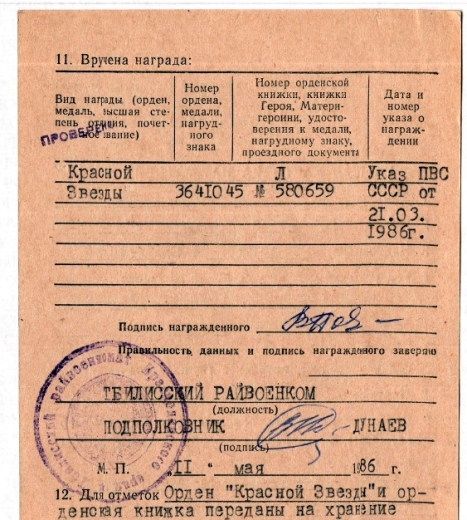 11. Вручена награда:
Вид награды (орден, медаль, высшая степень отлияия, почетное звание)
Номер ордена, медали, нагрудного знака
Номер орденской книжки, книжки Героя, Матери-героини, удостоверения к медали, нагрудному знаку, проездного документа
Дата и номер указа о награждении
ПРОВЕРЕНО
Красной Л Указ ПВС
Звезды 3641045 № 580659 СССР от
21.03.
1986г.
Подпись награжденного
Правильность данных и подпись награжденного заверяю
ТБИЛИССКИЙ РАЙВОЕНКОМ
(должность)
ПОДПОЛКОВНИК ДУНАЕВ
(подпись)
М. П. „II “ мая 1986 г.
12. Для отметок Орден "Красной Звезды"и ор-
денская книжка переданы на хранение